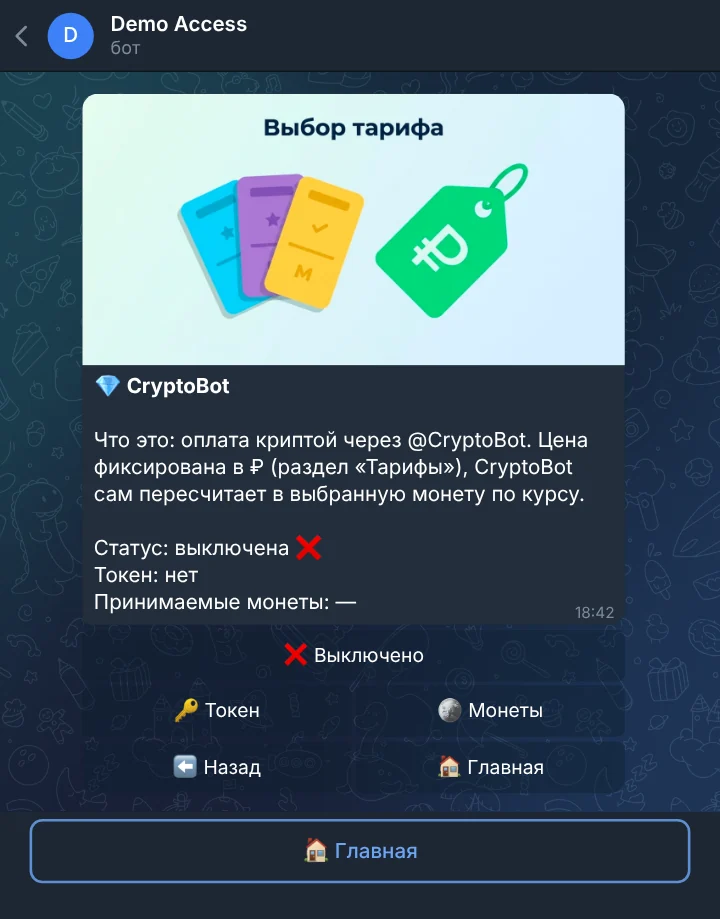 D
Demo Access
бот
Выбор тарифа
M
₽
💎 CryptoBot
Что это: оплата криптой через @CryptoBot. Цена
фиксирована в ₽ (раздел «Тарифы»), CryptoBot
сам пересчитает в выбранную монету по курсу.
Статус: выключена ❌
Токен: нет
Принимаемые монеты: —
18:42
❌ Выключено
🔑 Токен
🌕 Монеты
⬅️ Назад
🏠 Главная
🏠 Главная